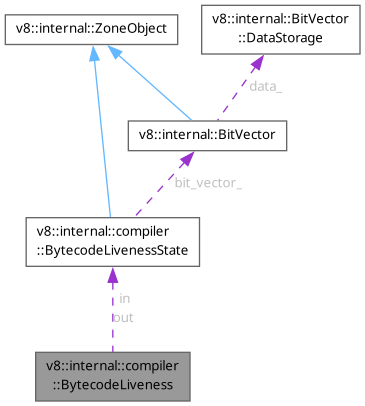 v8::internal::ZoneObject
v8::internal::BitVector
::DataStorage
data_
v8::internal::BitVector
bit_vector_
v8::internal::compiler
::BytecodeLivenessState
in
out
v8::internal::compiler
::BytecodeLiveness